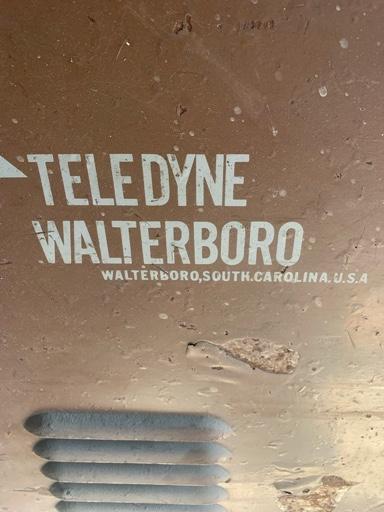 TELEDYNE
WALTERBORO
WALTERBORO, SOUTH CAROLINA. U.S.A